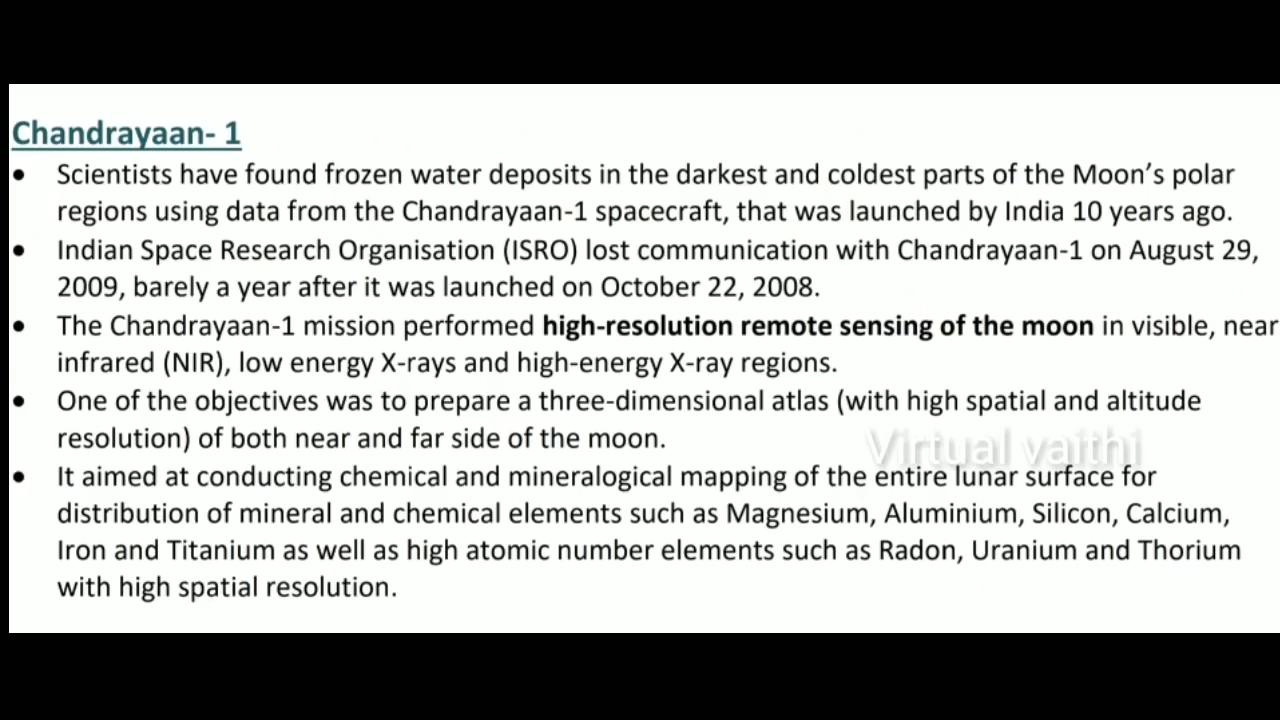 Chandrayaan- 1
• Scientists have found frozen water deposits in the darkest and coldest parts of the Moon’s polar
regions using data from the Chandrayaan-1 spacecraft, that was launched by India 10 years ago.
• Indian Space Research Organisation (ISRO) lost communication with Chandrayaan-1 on August 29,
2009, barely a year after it was launched on October 22, 2008.
• The Chandrayaan-1 mission performed high-resolution remote sensing of the moon in visible, near
infrared (NIR), low energy X-rays and high-energy X-ray regions.
• One of the objectives was to prepare a three-dimensional atlas (with high spatial and altitude
resolution) of both near and far side of the moon.
Virtual vaithi
• It aimed at conducting chemical and mineralogical mapping of the entire lunar surface for
distribution of mineral and chemical elements such as Magnesium, Aluminium, Silicon, Calcium,
Iron and Titanium as well as high atomic number elements such as Radon, Uranium and Thorium
with high spatial resolution.